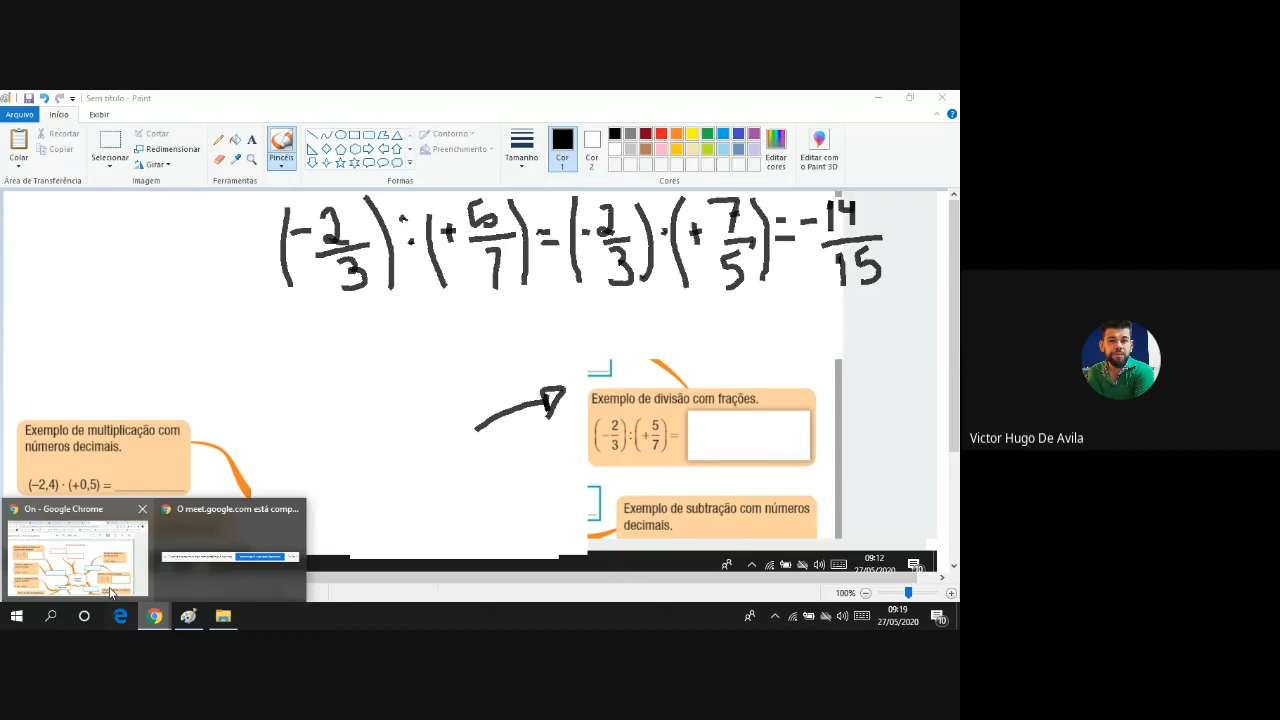 Sem título - Paint
Arquivo Início Exibir
Colar
Recortar
Copiar
Área de Transferência
Selecionar
Cortar
Redimensionar
Girar
Imagem
Ferramentas
Pincéis
Contorno
Preenchimento
Formas
Tamanho
Cor 1
Cor 2
Editar cores
Cores
Editar com o Paint 3D
(-2/3) : (+5/7) = (-2/3) · (+7/5) = -14/15
Exemplo de divisão com frações.
(-2/3) : (+5/7) =
Exemplo de multiplicação com
números decimais.
(–2,4) · (+0,5) = ________
Exemplo de subtração com números
decimais.
On - Google Chrome
O meet.google.com está comp...
09:12
27/05/2020
100%
09:19
27/05/2020
10
Victor Hugo De Avila